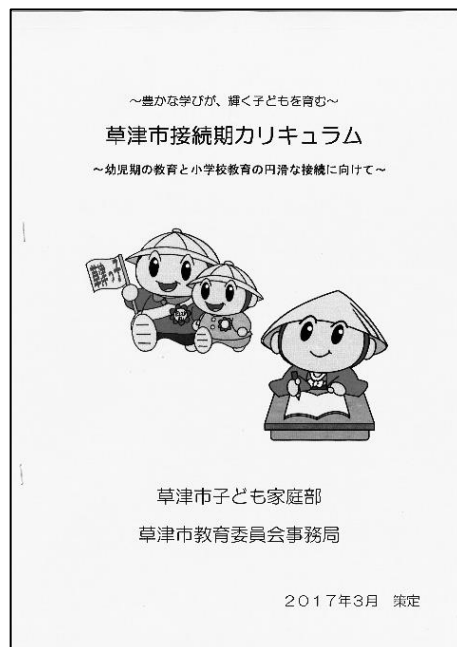 ～豊かな学びが、輝く子どもを育む～
草津市接続期カリキュラム
～幼児期の教育と小学校教育の円滑な接続に向けて～
草津市子ども家庭部
草津市教育委員会事務局
2017年3月　策定